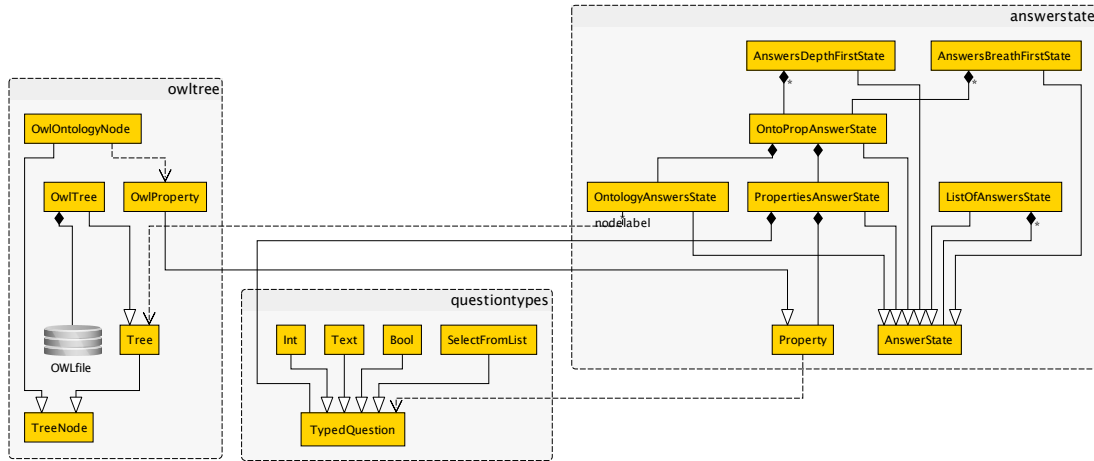 answerstate
AnswersDepthFirstState
AnswersBreathFirstState
*
*
owltree
OwlOntologyNode
OntoPropAnswerState
OwlTree
OwlProperty
OntologyAnswersState
PropertiesAnswerState
ListOfAnswersState
nodelabel
*
questiontypes
Int
Text
Bool
SelectFromList
Tree
Property
AnswerState
OWLfile
TreeNode
TypedQuestion